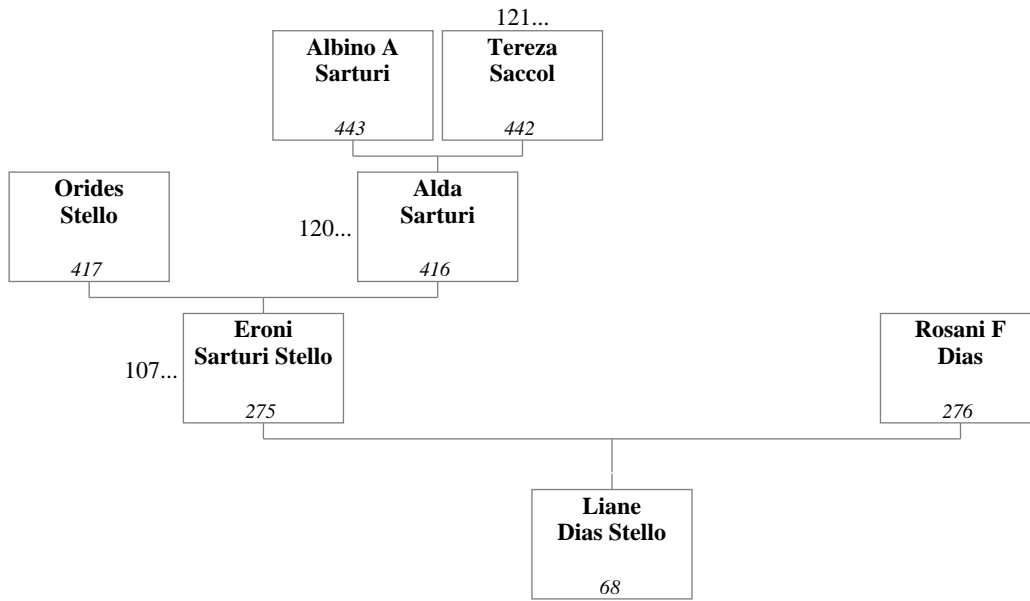 121...
Albino A
Sarturi
443
Tereza
Saccol
442
Orides
Stello
417
120...
Alda
Sarturi
416
107...
Eroni
Sarturi Stello
275
Rosani F
Dias
276
Liane
Dias Stello
68